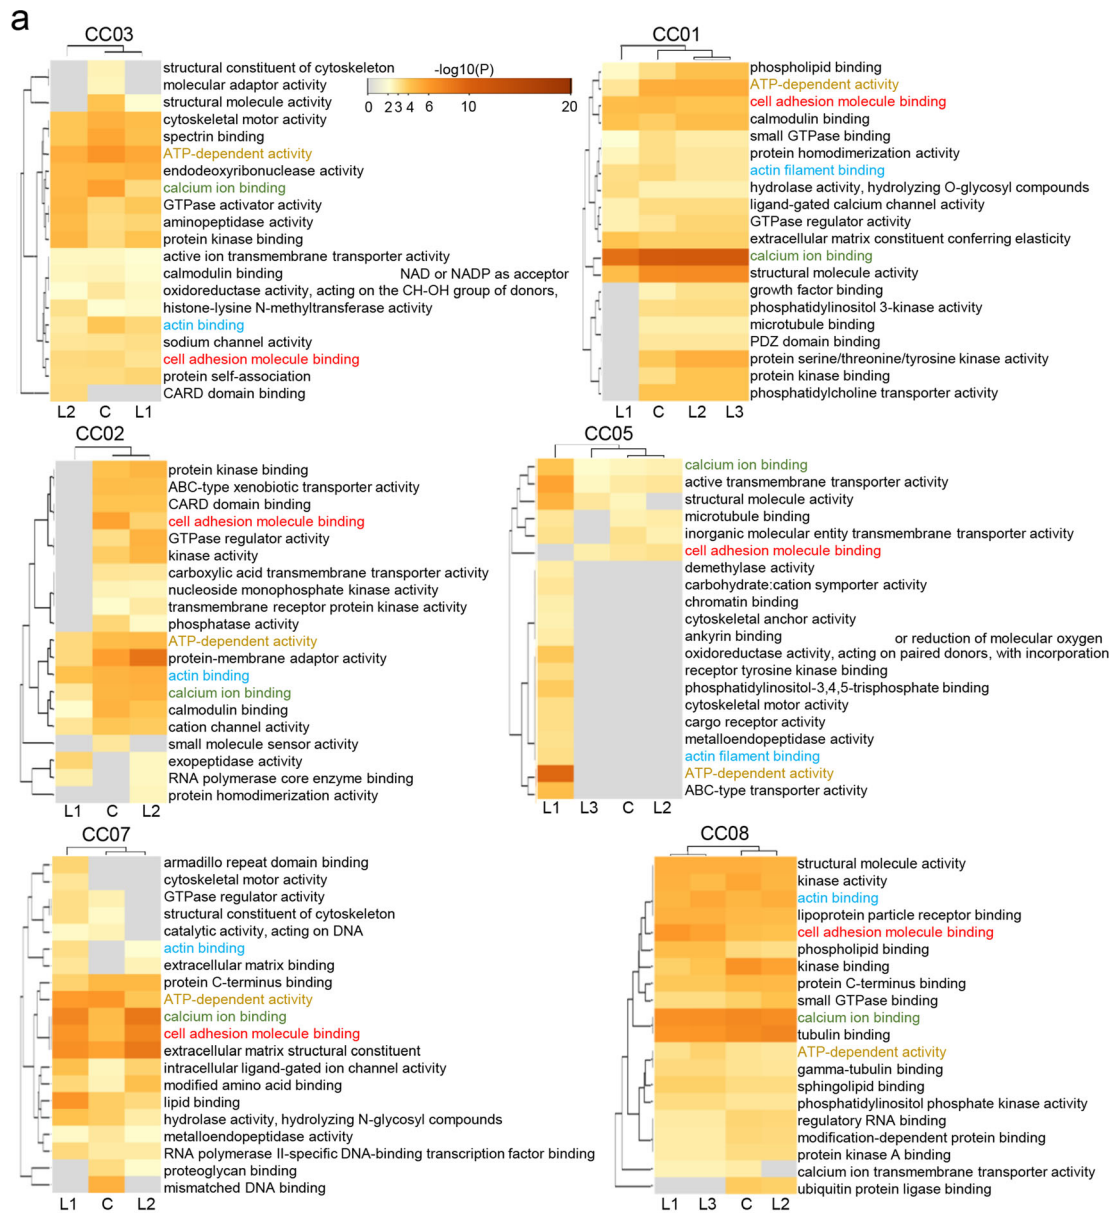 a
CC03
structural constituent of cytoskeleton
molecular adaptor activity
structural molecule activity
cytoskeletal motor activity
spectrin binding
ATP-dependent activity
endodeoxyribonuclease activity
calcium ion binding
GTPase activator activity
aminopeptidase activity
protein kinase binding
active ion transmembrane transporter activity
calmodulin binding
NAD or NADP as acceptor
oxidoreductase activity, acting on the CH-OH group of donors,
histone-lysine N-methyltransferase activity
actin binding
sodium channel activity
cell adhesion molecule binding
protein self-association
CARD domain binding
L2 C L1
-log10(P)
0 2 3 4 6 10 20
CC01
phospholipid binding
ATP-dependent activity
cell adhesion molecule binding
calmodulin binding
small GTPase binding
protein homodimerization activity
actin filament binding
hydrolase activity, hydrolyzing O-glycosyl compounds
ligand-gated calcium channel activity
GTPase regulator activity
extracellular matrix constituent conferring elasticity
calcium ion binding
structural molecule activity
growth factor binding
phosphatidylinositol 3-kinase activity
microtubule binding
PDZ domain binding
protein serine/threonine/tyrosine kinase activity
protein kinase binding
phosphatidylcholine transporter activity
L1 C L2 L3
CC02
protein kinase binding
ABC-type xenobiotic transporter activity
CARD domain binding
cell adhesion molecule binding
GTPase regulator activity
kinase activity
carboxylic acid transmembrane transporter activity
nucleoside monophosphate kinase activity
transmembrane receptor protein kinase activity
phosphatase activity
ATP-dependent activity
protein-membrane adaptor activity
actin binding
calcium ion binding
calmodulin binding
cation channel activity
small molecule sensor activity
exopeptidase activity
RNA polymerase core enzyme binding
protein homodimerization activity
L1 C L2
CC05
calcium ion binding
active transmembrane transporter activity
structural molecule activity
microtubule binding
inorganic molecular entity transmembrane transporter activity
cell adhesion molecule binding
demethylase activity
carbohydrate:cation symporter activity
chromatin binding
cytoskeletal anchor activity
ankyrin binding
or reduction of molecular oxygen
oxidoreductase activity, acting on paired donors, with incorporation
receptor tyrosine kinase binding
phosphatidylinositol-3,4,5-trisphosphate binding
cytoskeletal motor activity
cargo receptor activity
metalloendopeptidase activity
actin filament binding
ATP-dependent activity
ABC-type transporter activity
L1 L3 C L2
CC07
armadillo repeat domain binding
cytoskeletal motor activity
GTPase regulator activity
structural constituent of cytoskeleton
catalytic activity, acting on DNA
actin binding
extracellular matrix binding
protein C-terminus binding
ATP-dependent activity
calcium ion binding
cell adhesion molecule binding
extracellular matrix structural constituent
intracellular ligand-gated ion channel activity
modified amino acid binding
lipid binding
hydrolase activity, hydrolyzing N-glycosyl compounds
metalloendopeptidase activity
RNA polymerase II-specific DNA-binding transcription factor binding
proteoglycan binding
mismatched DNA binding
L1 C L2
CC08
structural molecule activity
kinase activity
actin binding
lipoprotein particle receptor binding
cell adhesion molecule binding
phospholipid binding
kinase binding
protein C-terminus binding
small GTPase binding
calcium ion binding
tubulin binding
ATP-dependent activity
gamma-tubulin binding
sphingolipid binding
phosphatidylinositol phosphate kinase activity
regulatory RNA binding
modification-dependent protein binding
protein kinase A binding
calcium ion transmembrane transporter activity
ubiquitin protein ligase binding
L1 L3 C L2